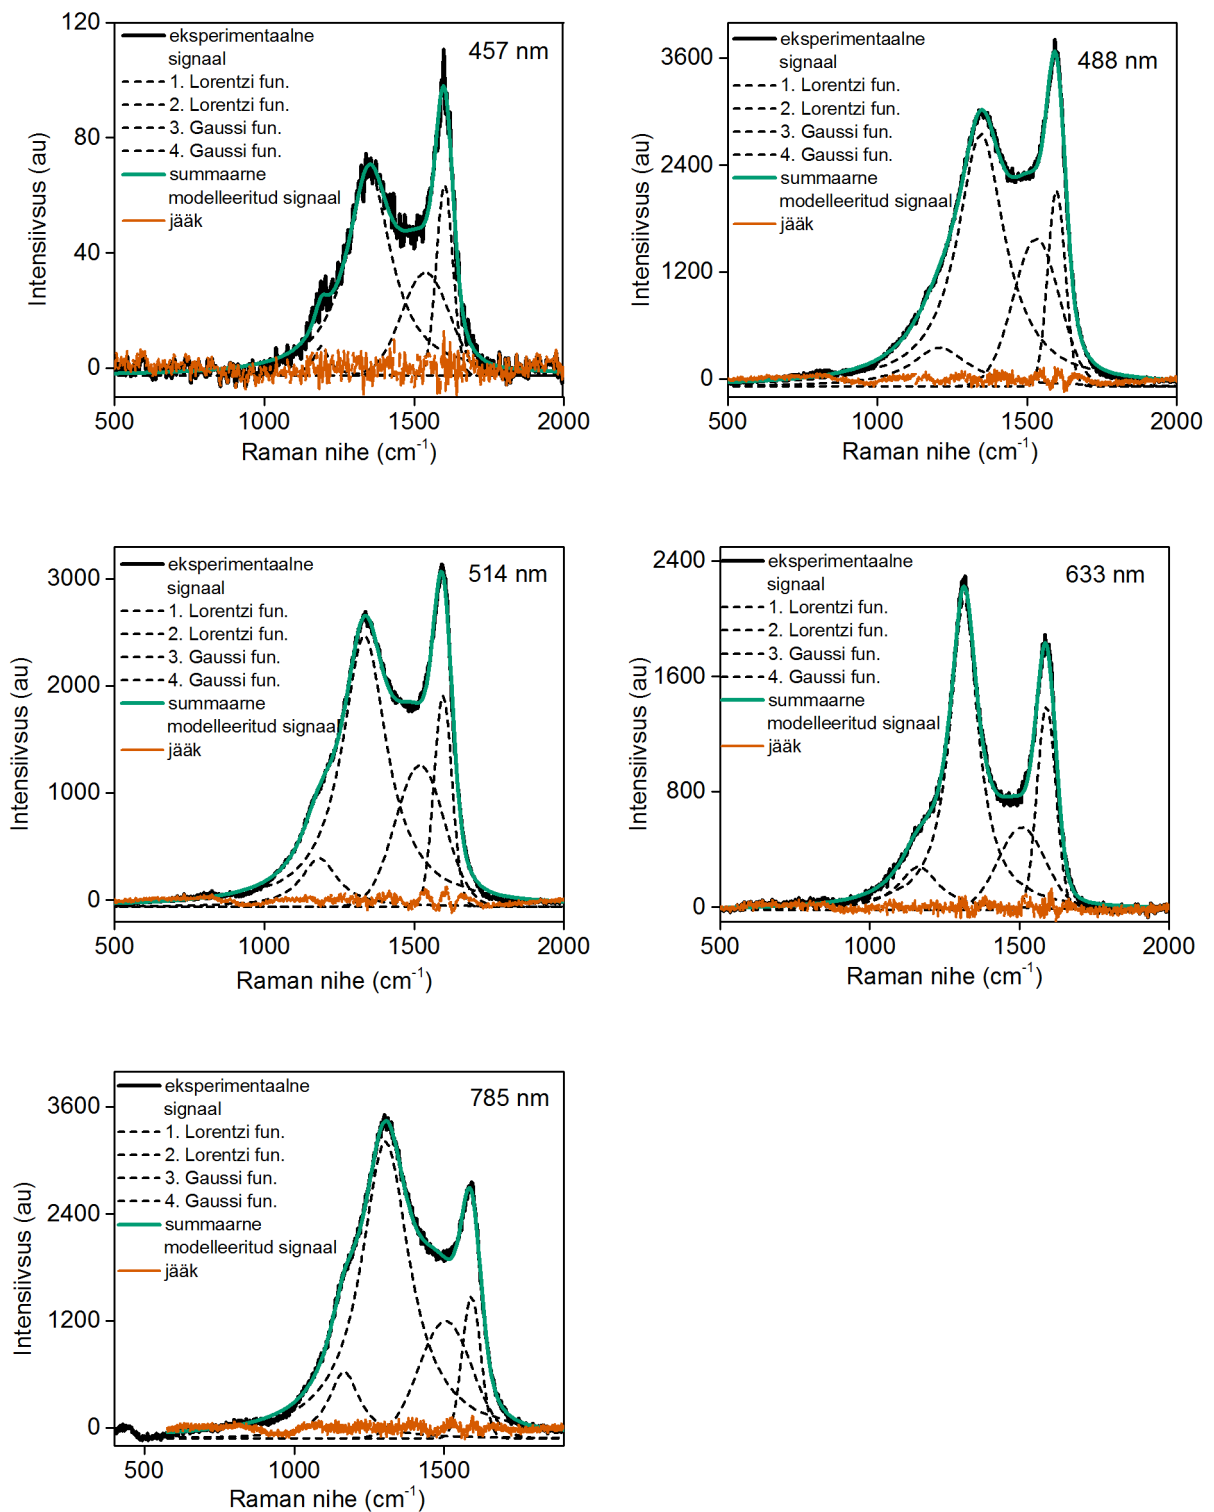 120
80
40
0
Intensiivsus (au)
eksperimentaalne
signaal
1. Lorentzi fun.
2. Lorentzi fun.
3. Gaussi fun.
4. Gaussi fun.
summaarne
modelleeritud signaal
jääk
457 nm
500 1000 1500 2000
Raman nihe (cm-1)
3600
2400
1200
0
Intensiivsus (au)
eksperimentaalne
signaal
1. Lorentzi fun.
2. Lorentzi fun.
3. Gaussi fun.
4. Gaussi fun.
summaarne
modelleeritud signaal
jääk
488 nm
500 1000 1500 2000
Raman nihe (cm-1)
3000
2000
1000
0
Intensiivsus (au)
eksperimentaalne
signaal
1. Lorentzi fun.
2. Lorentzi fun.
3. Gaussi fun.
4. Gaussi fun.
summaarne
modelleeritud signaal
jääk
514 nm
500 1000 1500 2000
Raman nihe (cm-1)
2400
1600
800
0
Intensiivsus (au)
eksperimentaalne
signaal
1. Lorentzi fun.
2. Lorentzi fun.
3. Gaussi fun.
4. Gaussi fun.
summaarne
modelleeritud signaal
jääk
633 nm
500 1000 1500 2000
Raman nihe (cm-1)
3600
2400
1200
0
Intensiivsus (au)
eksperimentaalne
signaal
1. Lorentzi fun.
2. Lorentzi fun.
3. Gaussi fun.
4. Gaussi fun.
summaarne
modelleeritud signaal
jääk
785 nm
500 1000 1500
Raman nihe (cm-1)